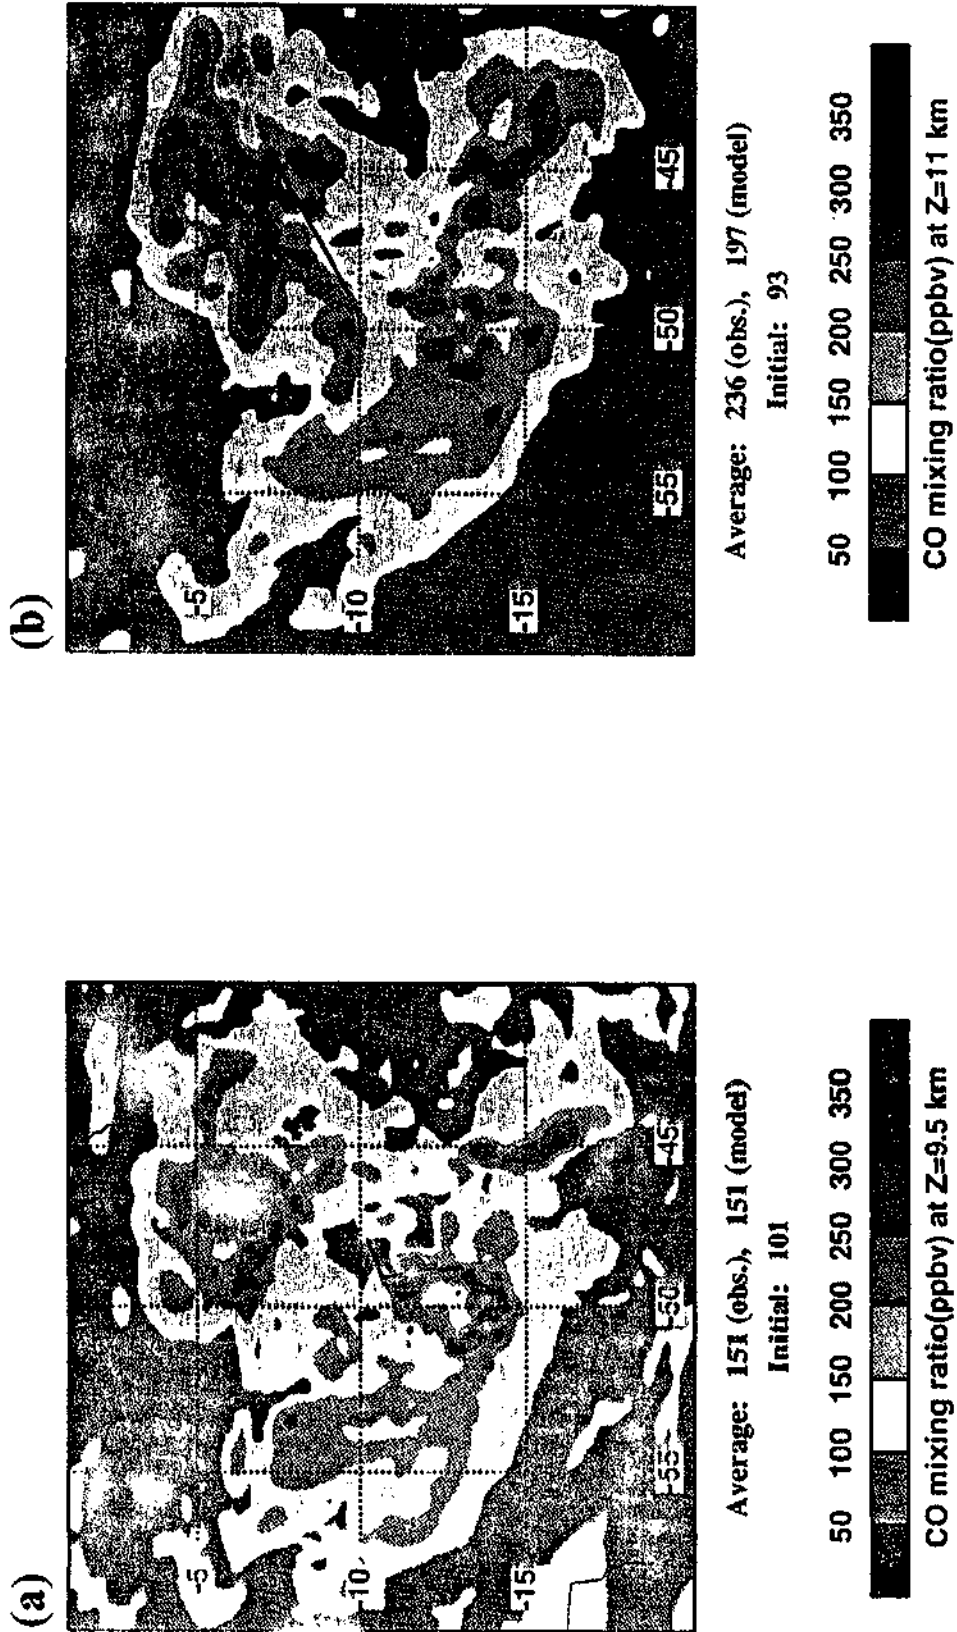 (a)
-5
-10
-15
-55
-50
-45
Average: 151 (obs.), 151 (model)
Initial: 101
50 100 150 200 250 300 350
CO mixing ratio(ppbv) at Z=9.5 km
(b)
-5
-10
-15
-55
-50
-45
Average: 236 (obs.), 197 (model)
Initial: 93
50 100 150 200 250 300 350
CO mixing ratio(ppbv) at Z=11 km